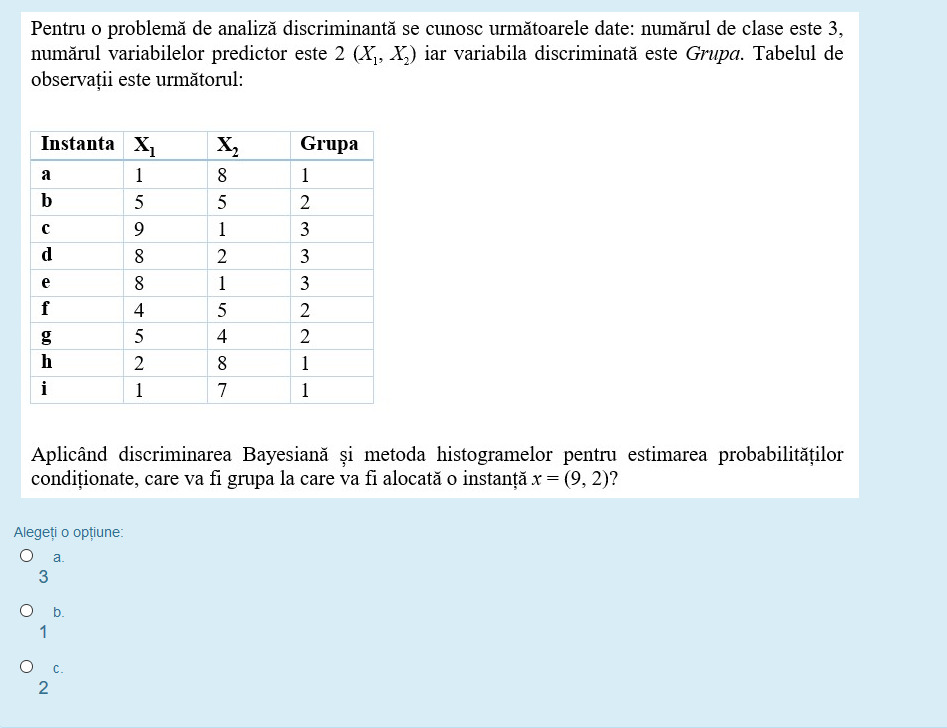 Pentru o problemă de analiză discriminantă se cunosc următoarele date: numărul de clase este 3,
numărul variabilelor predictor este 2 (X₁, X₂) iar variabila discriminată este Grupa. Tabelul de
observații este următorul:
Instanta X₁ X₂ Grupa
a 1 8 1
b 5 5 2
c 9 1 3
d 8 2 3
e 8 1 3
f 4 5 2
g 5 4 2
h 2 8 1
i 1 7 1
Aplicând discriminarea Bayesiană și metoda histogramelor pentru estimarea probabilităților
condiționate, care va fi grupa la care va fi alocată o instanță x = (9, 2)?
Alegeți o opțiune:
a.
3
b.
1
c.
2